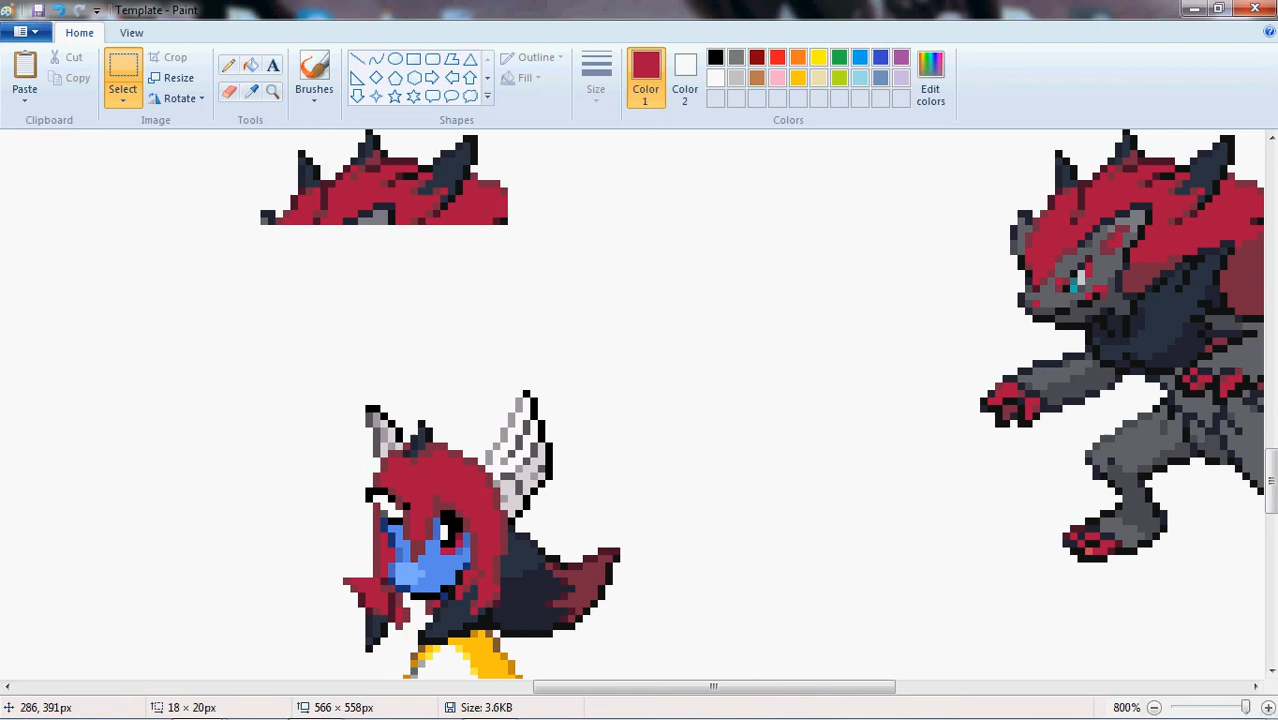 Template - Paint
Home View
Paste
Cut
Copy
Clipboard
Select
Crop
Resize
Rotate
Image
A
Tools
Brushes
Outline
Fill
Shapes
Size
Color 1
Color 2
Edit colors
Colors
286, 391px
18 × 20px
566 × 558px
Size: 3.6KB
800%